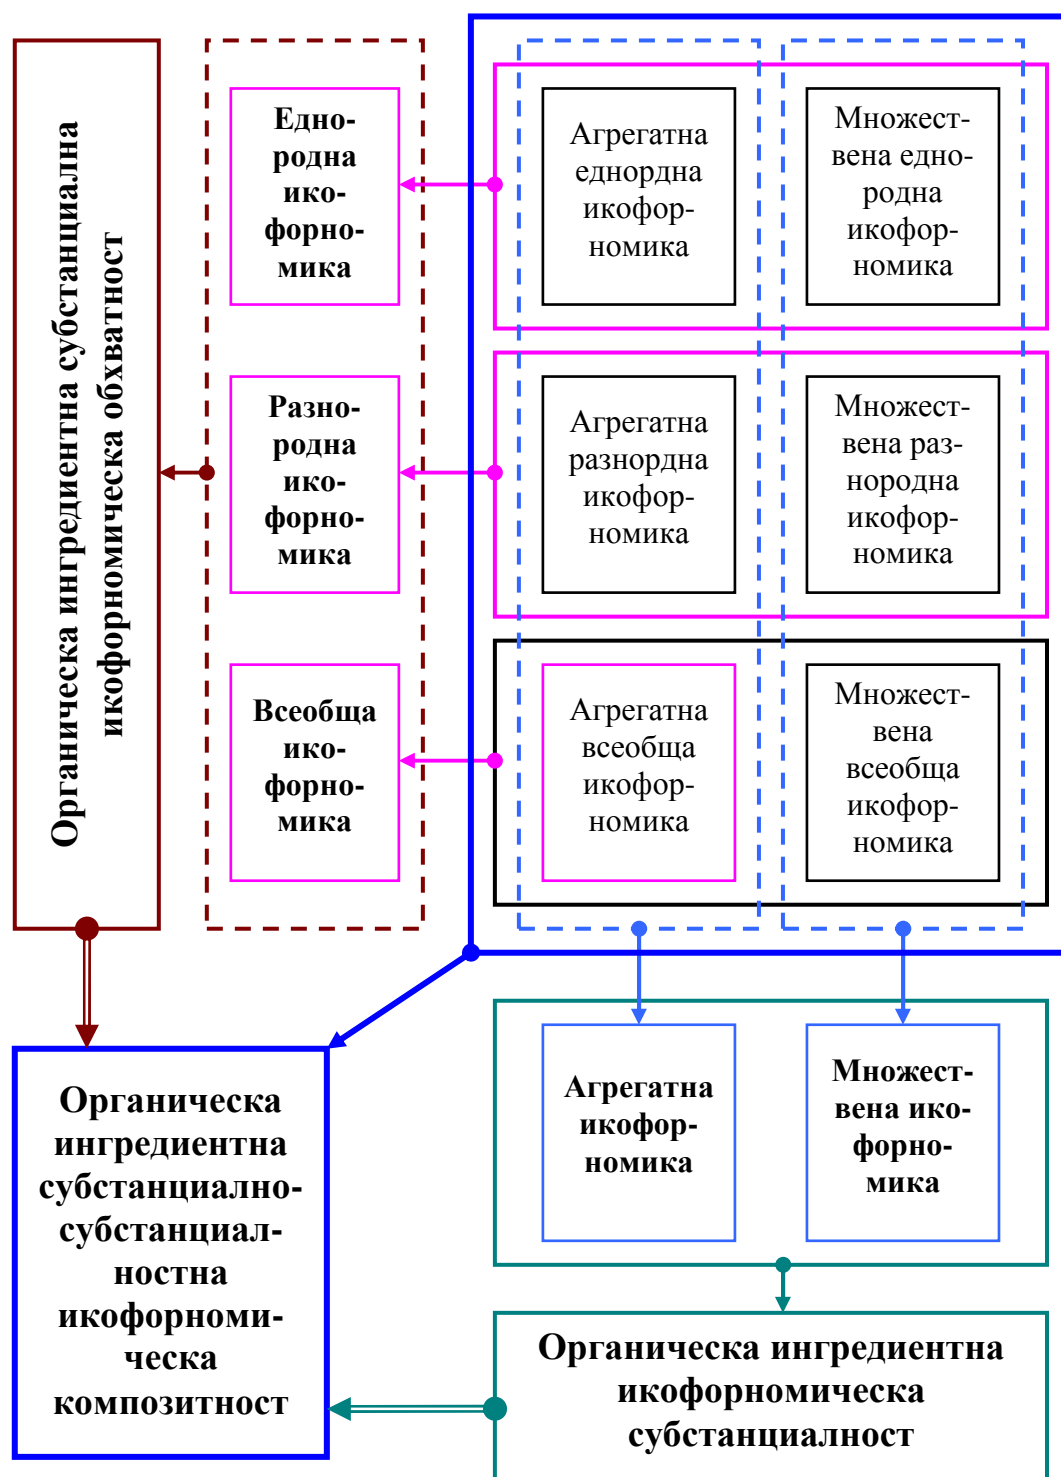 Органическа ингредиентна субстанциална
икофорномическа обхватност
Едно-
родна
ико-
форно-
мика
Агрегатна
еднордна
икофор-
номика
Множест-
вена едно-
родна
икофор-
номика
Разно-
родна
ико-
форно-
мика
Агрегатна
разнордна
икофор-
номика
Множест-
вена раз-
нородна
икофор-
номика
Всеобща
ико-
форно-
мика
Агрегатна
всеобща
икофор-
номика
Множест-
вена
всеобща
икофор-
номика
Органическа
ингредиентна
субстанциално-
субстанциал-
ностна
икофорноми-
ческа
композитност
Агрегатна
икофор-
номика
Множест-
вена ико-
форно-
мика
Органическа ингредиентна
икофорномическа
субстанциалност